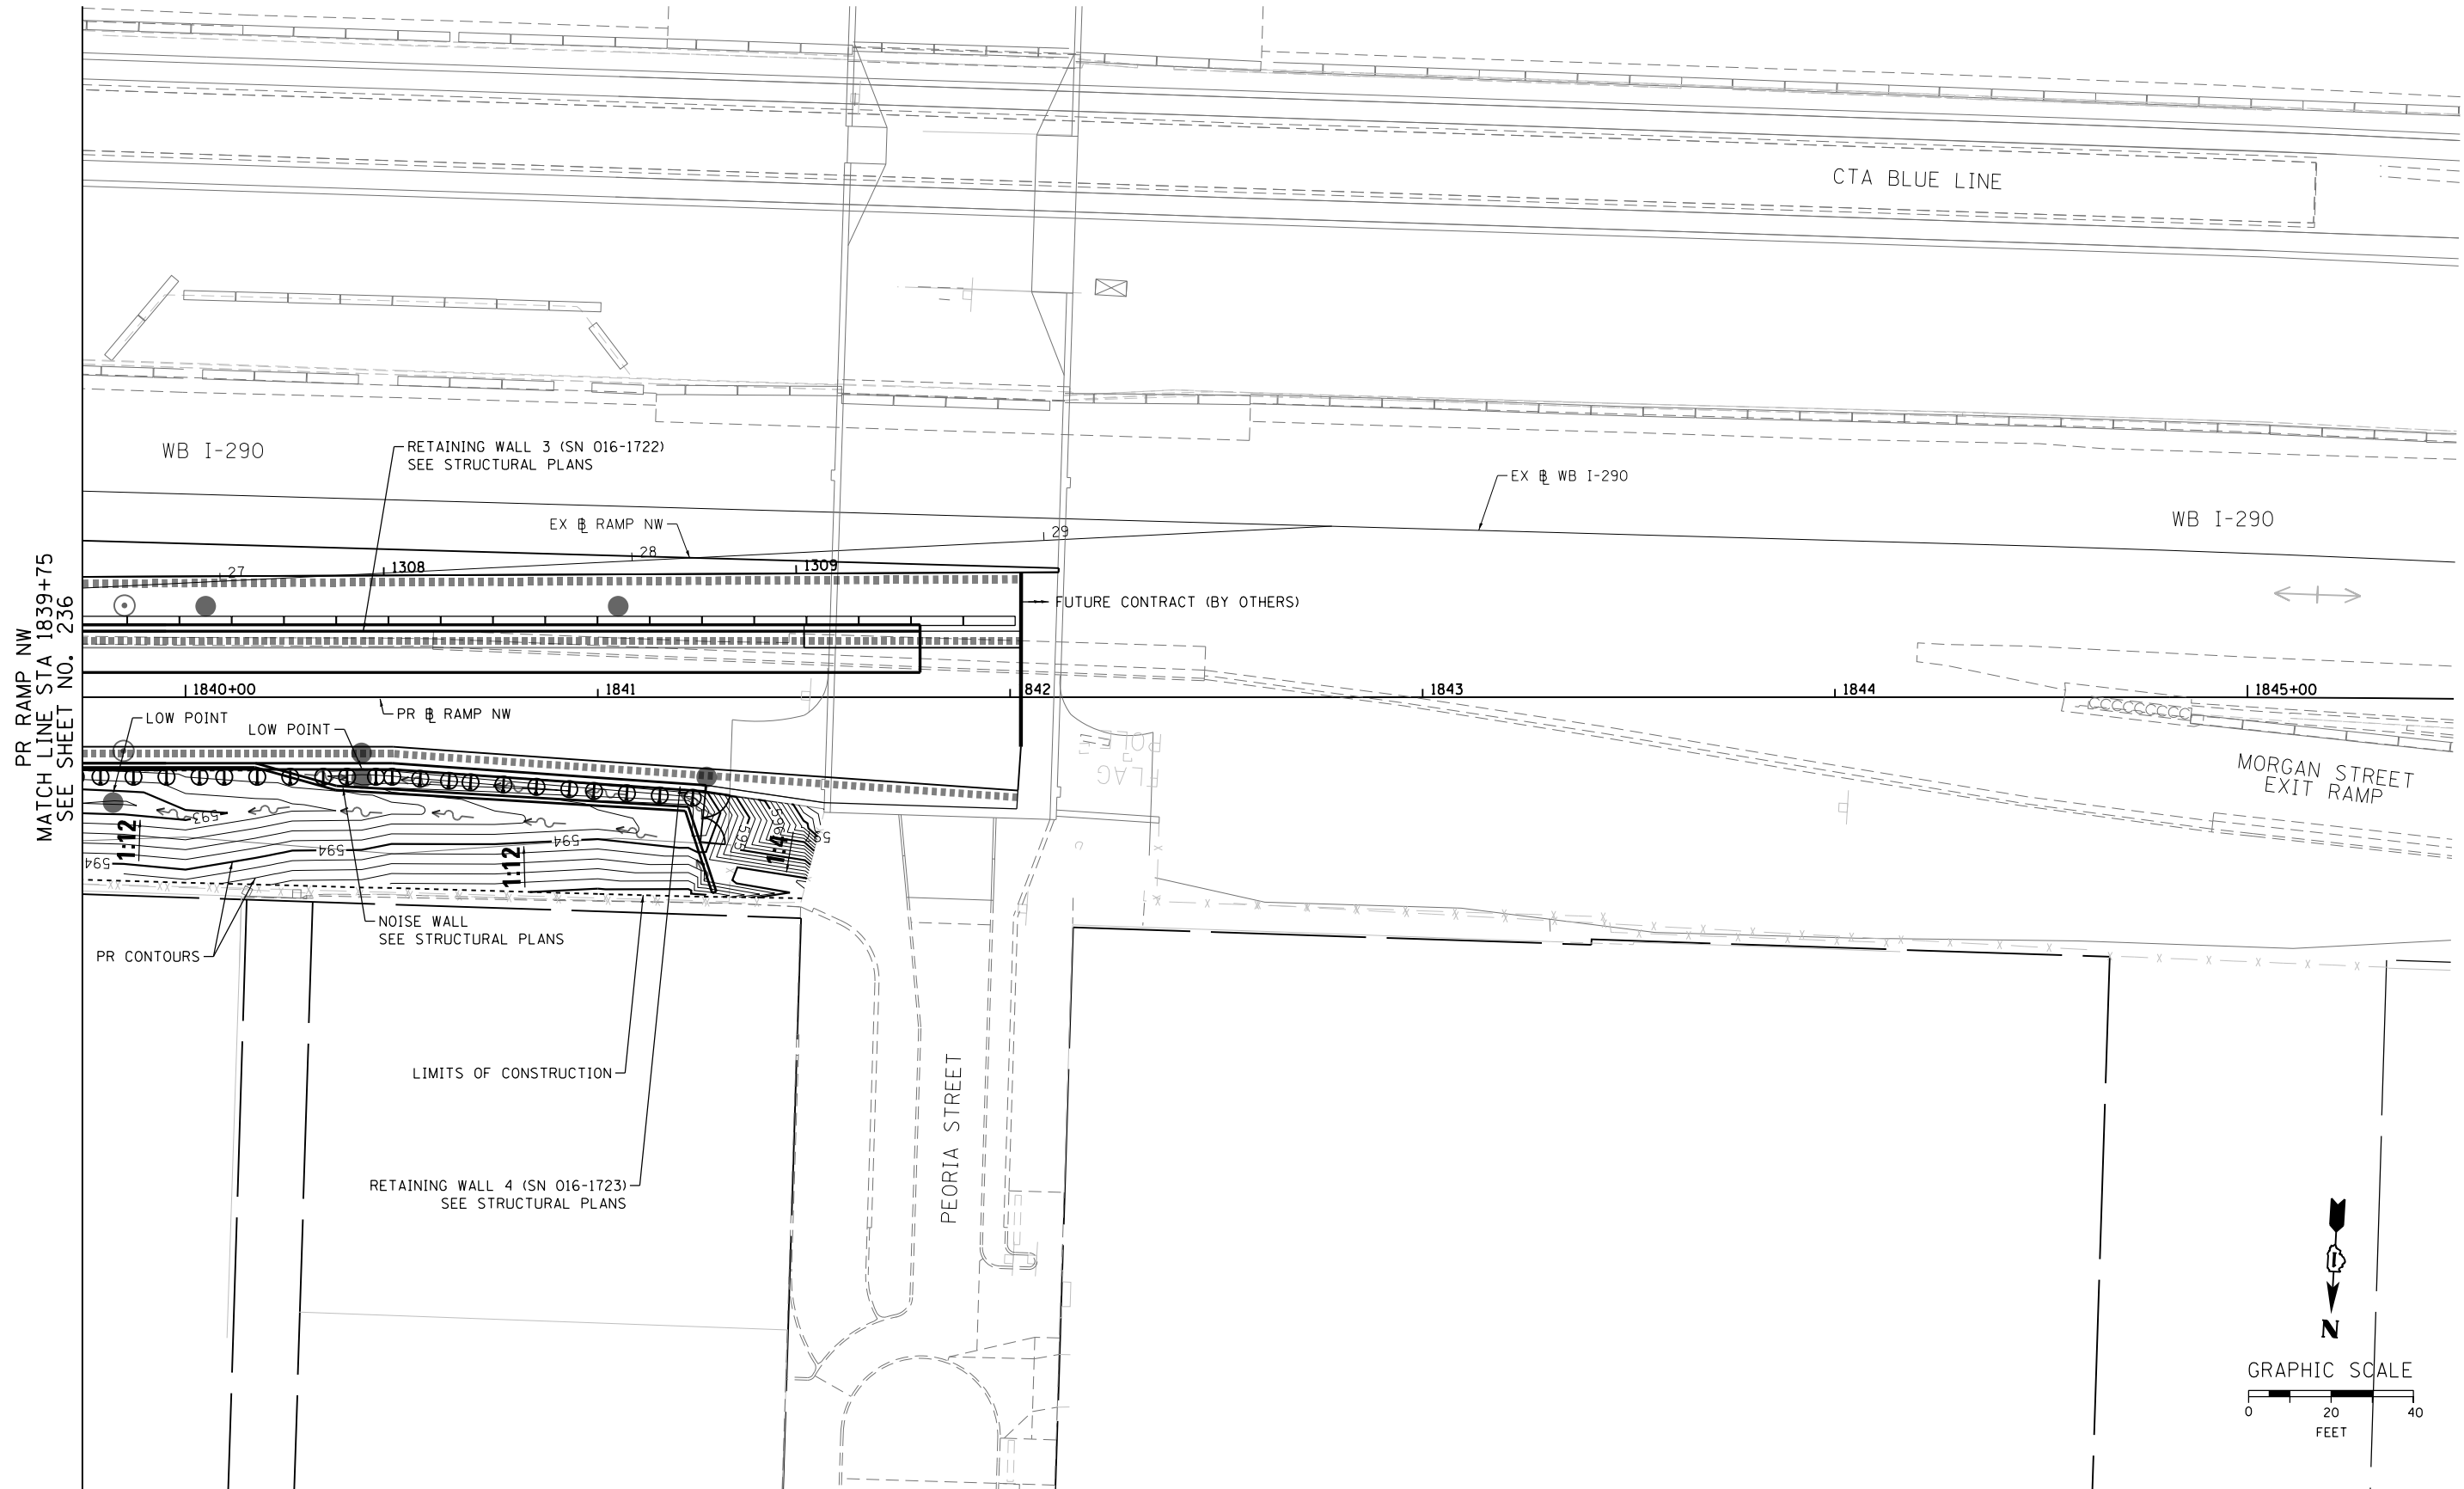 CTA BLUE LINE
WB I-290
RETAINING WALL 3 (SN 016-1722)
SEE STRUCTURAL PLANS
EX ⅊ RAMP NW
EX ⅊ WB I-290
WB I-290
27
1308
28
1309
29
FUTURE CONTRACT (BY OTHERS)
PR RAMP NW
MATCH LINE STA 1839+75
SEE SHEET NO. 236
1840+00
1841
1842
1843
1844
1845+00
LOW POINT
PR ⅊ RAMP NW
LOW POINT
FLAG
POLE
MORGAN STREET
EXIT RAMP
593
1:12
594
594
1:12
594
595
596
1:4
NOISE WALL
SEE STRUCTURAL PLANS
PR CONTOURS
LIMITS OF CONSTRUCTION
RETAINING WALL 4 (SN 016-1723)
SEE STRUCTURAL PLANS
PEORIA STREET
N
GRAPHIC SCALE
0 20 40
FEET